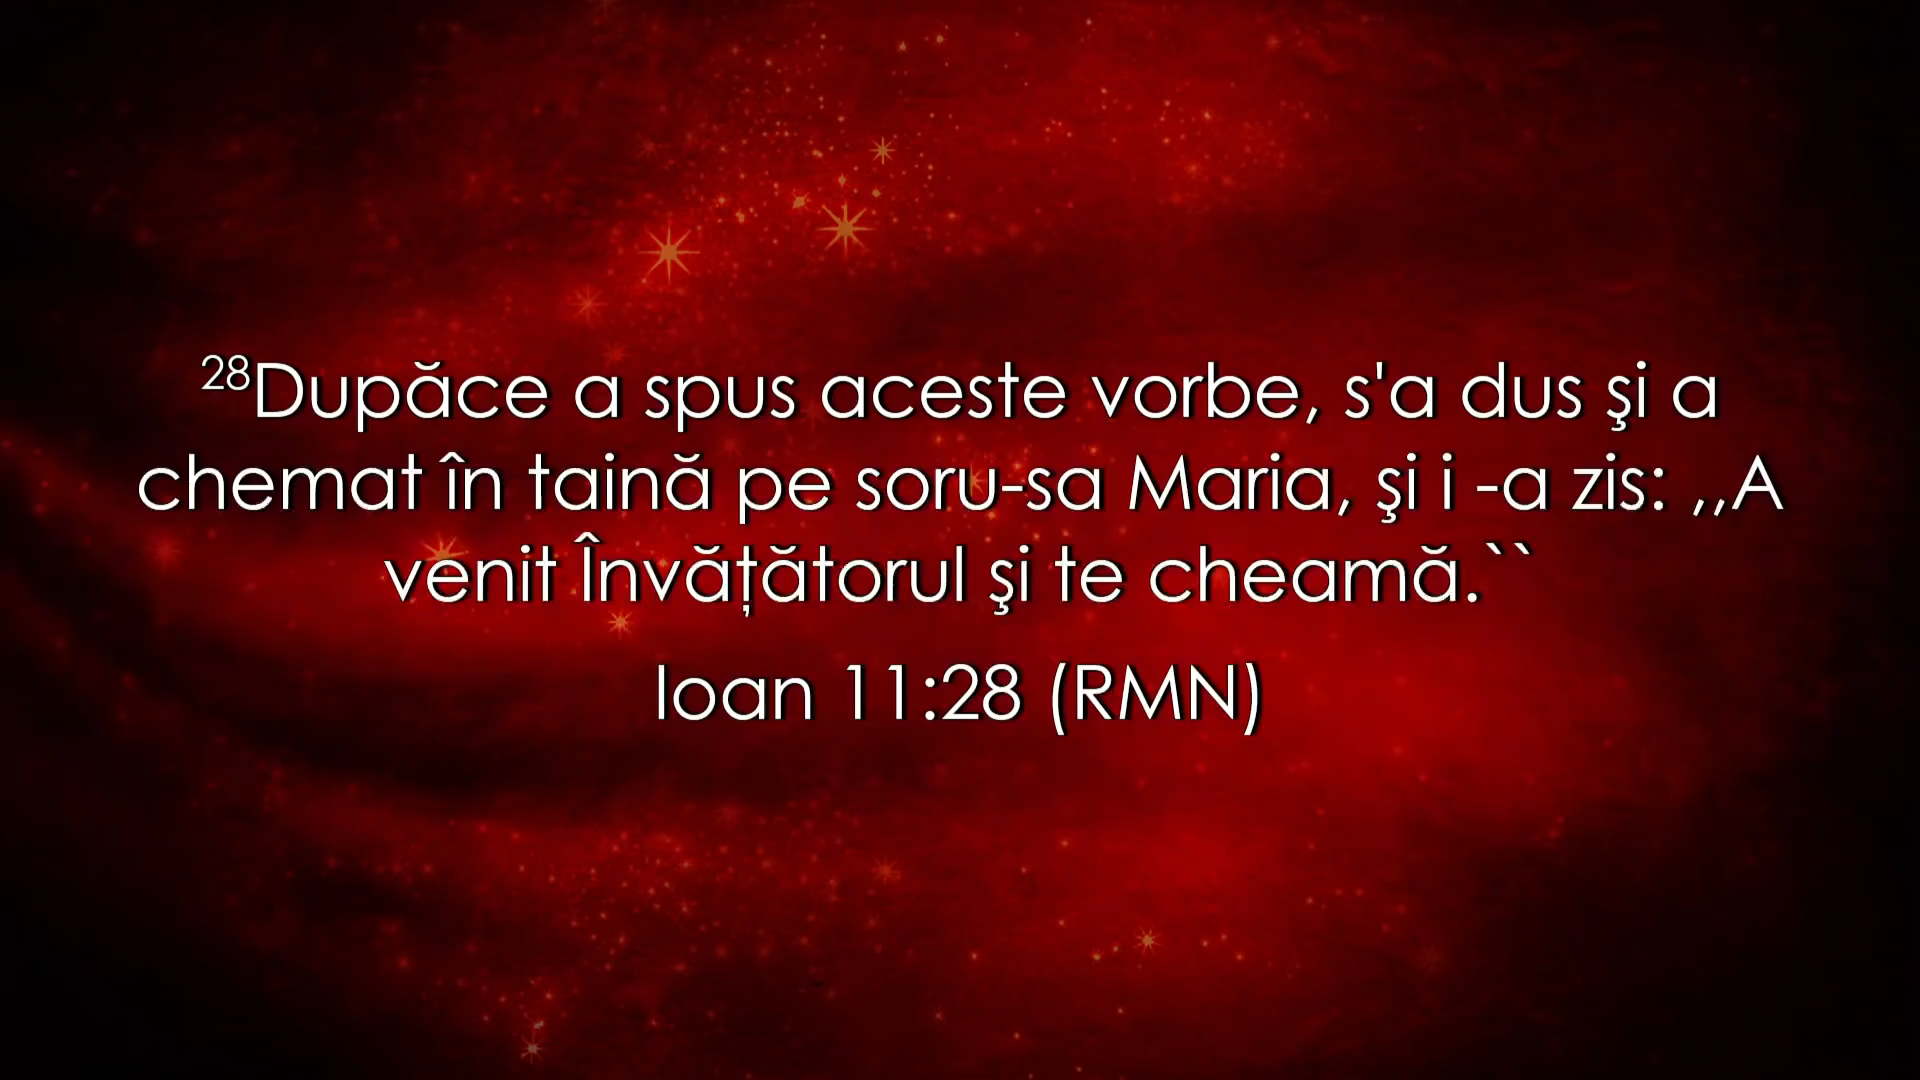 28Dupăce a spus aceste vorbe, s'a dus şi a
chemat în taină pe soru-sa Maria, şi i -a zis: ,,A
venit Învăţătorul şi te cheamă.``
Ioan 11:28 (RMN)